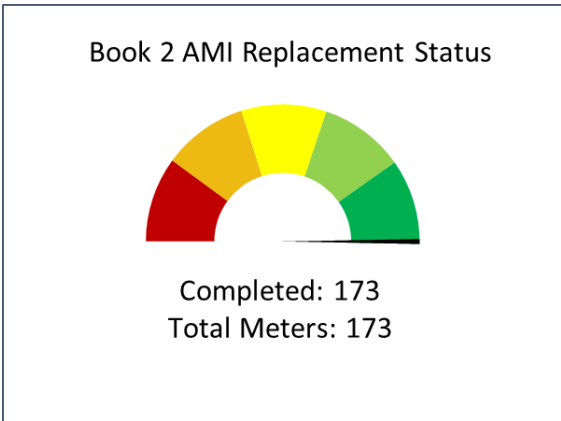 Book 2 AMI Replacement Status
Completed: 173
Total Meters: 173